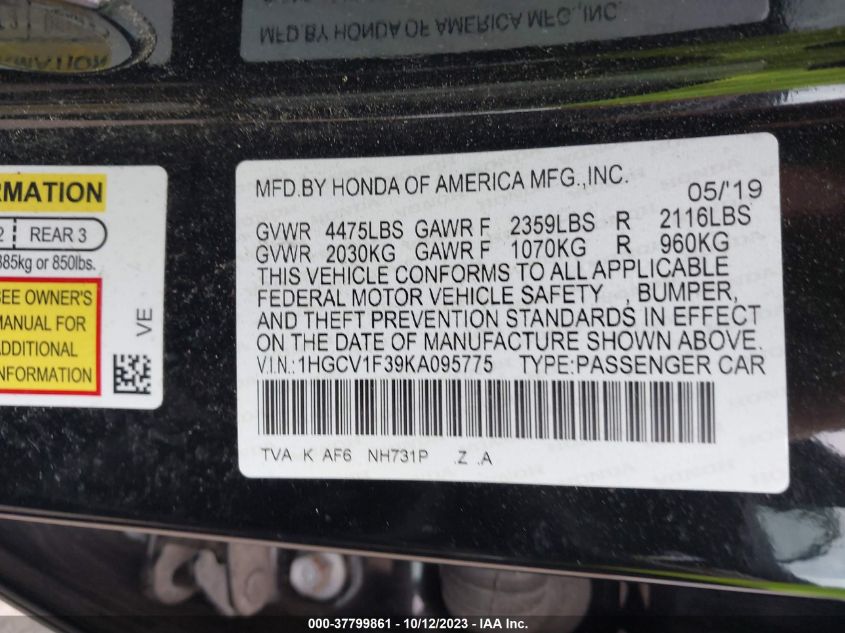 MFD.BY HONDA OF AMERICA MFG.,INC.
RMATION
2 REAR 3
385kg or 850lbs.
SEE OWNER'S
MANUAL FOR
ADDITIONAL
INFORMATION
VE
MFD.BY HONDA OF AMERICA MFG.,INC. 05/'19
GVWR 4475LBS GAWR F 2359LBS R 2116LBS
GVWR 2030KG GAWR F 1070KG R 960KG
THIS VEHICLE CONFORMS TO ALL APPLICABLE
FEDERAL MOTOR VEHICLE SAFETY , BUMPER,
AND THEFT PREVENTION STANDARDS IN EFFECT
ON THE DATE OF MANUFACTURE SHOWN ABOVE.
V.I.N.:1HGCV1F39KA095775 TYPE:PASSENGER CAR
TVA K AF6 NH731P .Z .A
000-37799861 - 10/12/2023 - IAA Inc.